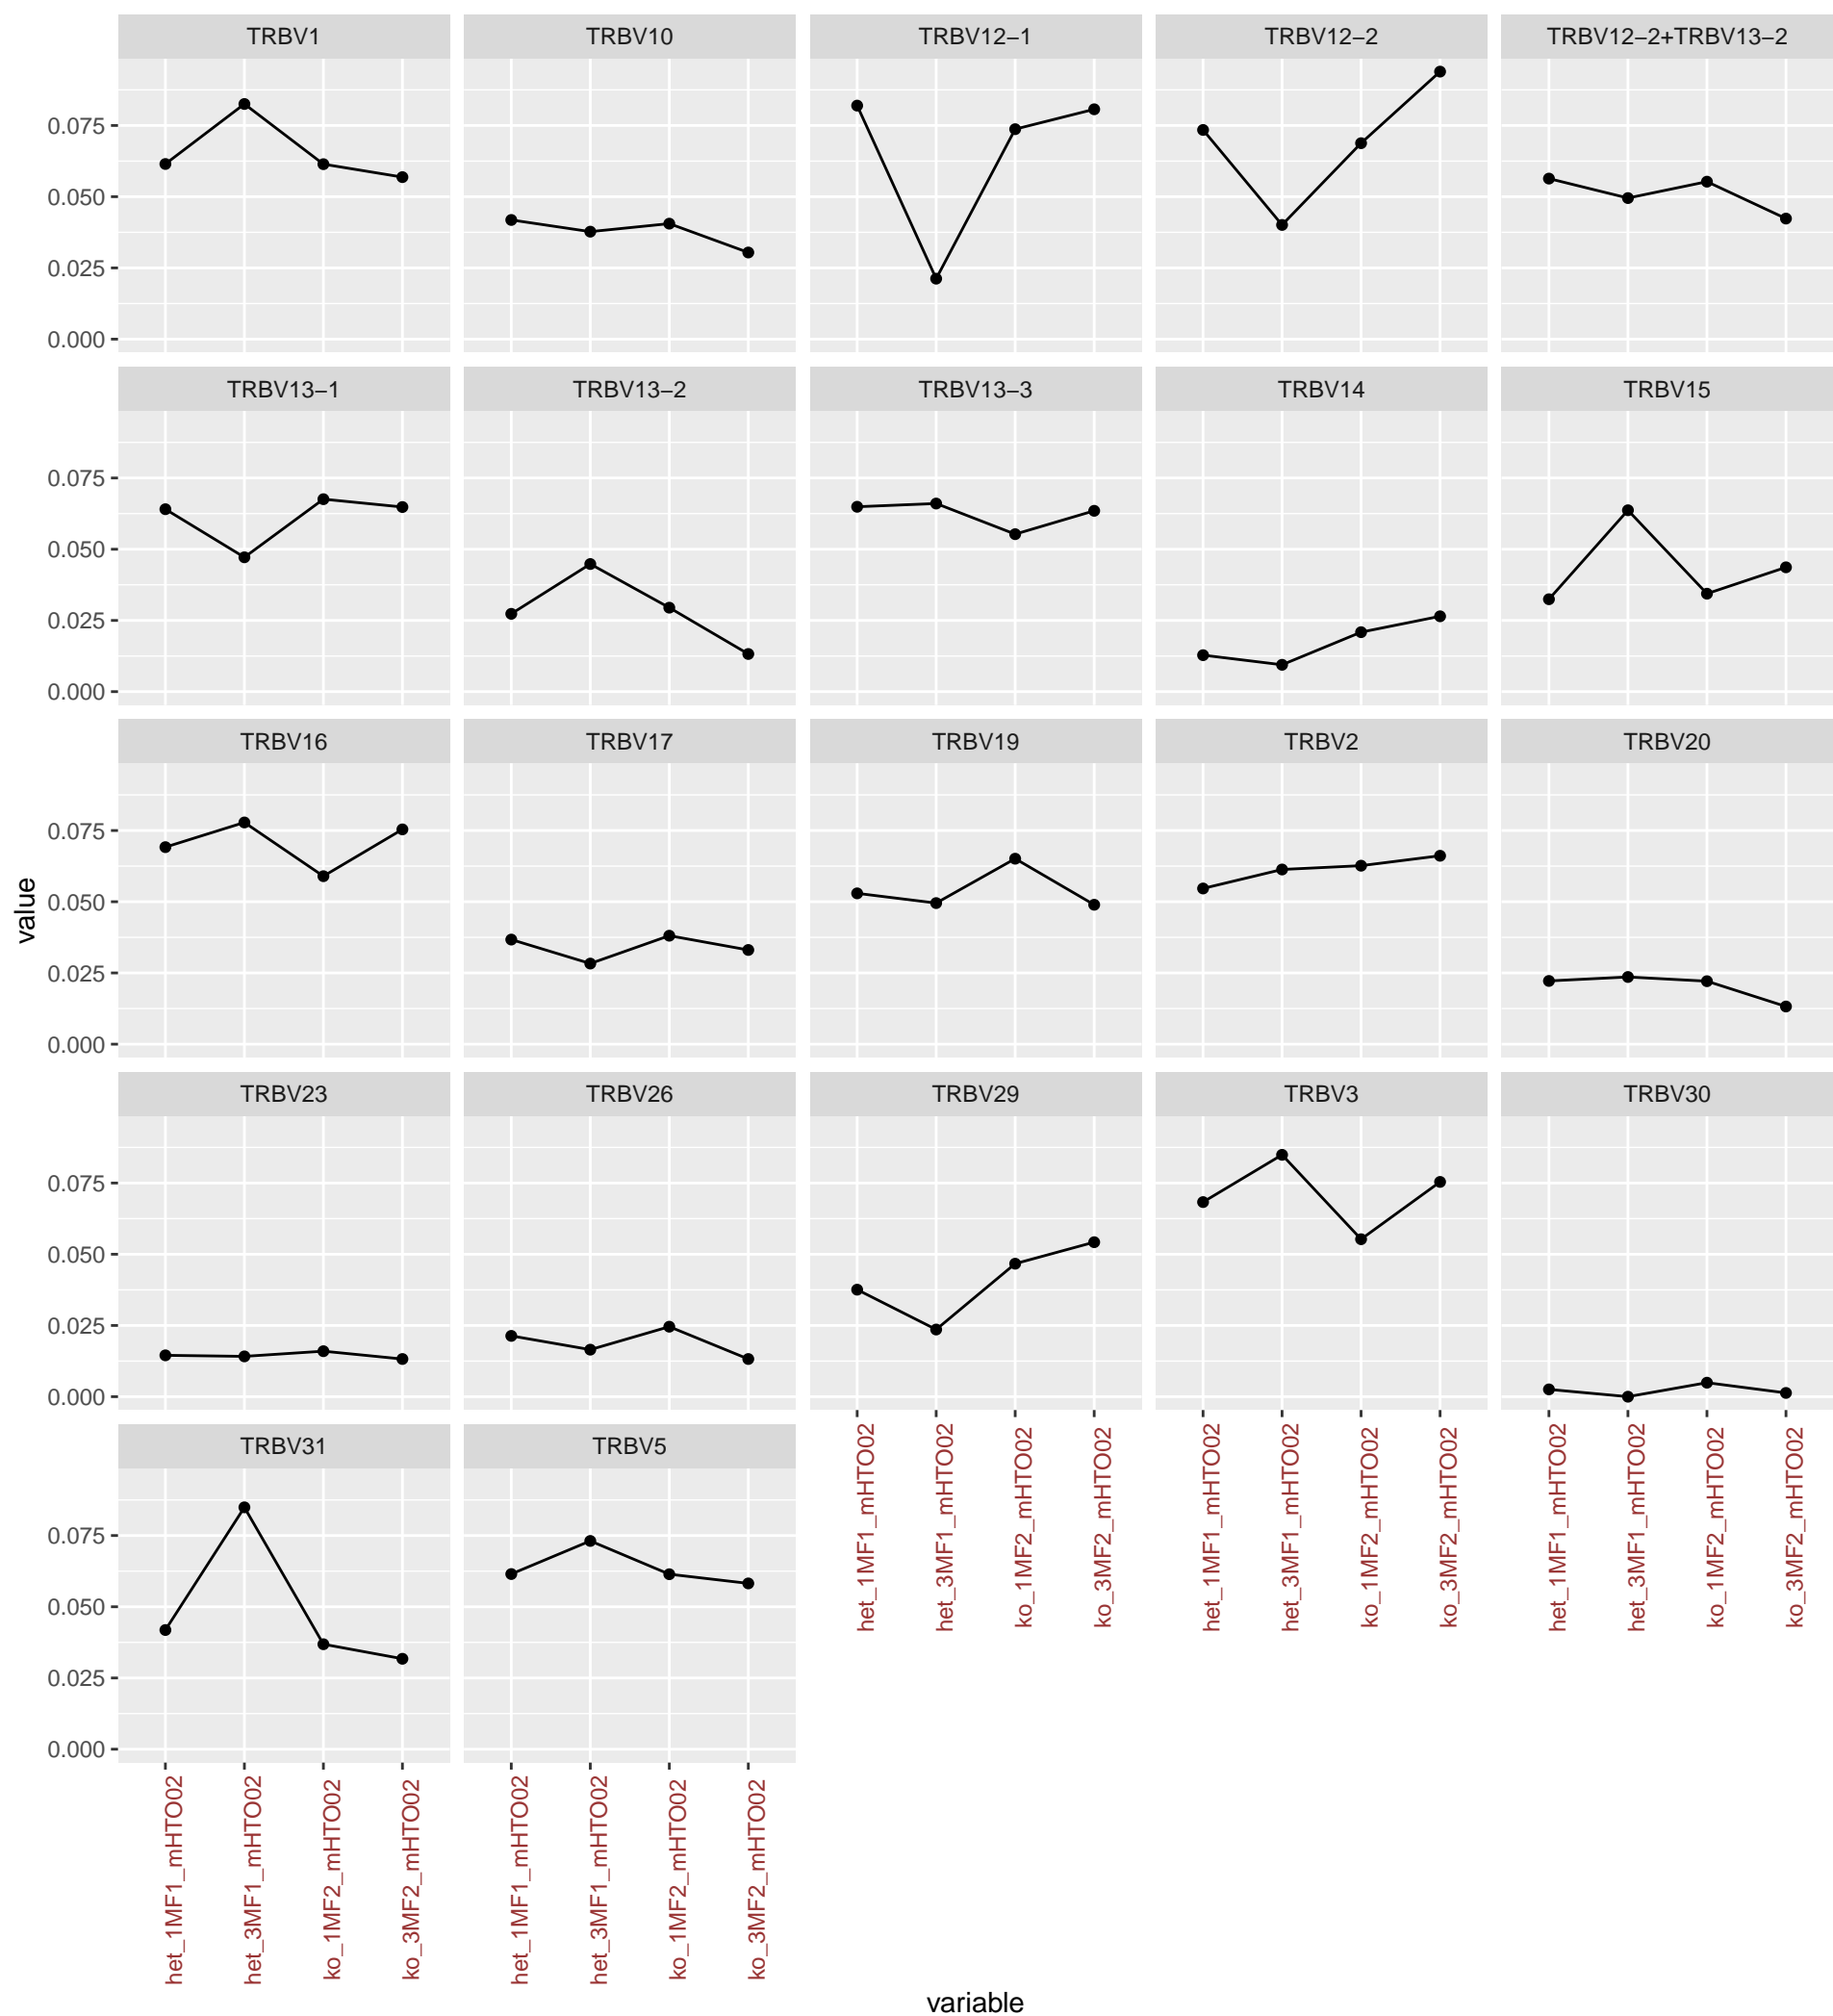 TRBV1 TRBV10 TRBV12−1 TRBV12−2 TRBV12−2+TRBV13−2
0.075
0.050
0.025
0.000
TRBV13−1 TRBV13−2 TRBV13−3 TRBV14 TRBV15
0.075
0.050
0.025
0.000
TRBV16 TRBV17 TRBV19 TRBV2 TRBV20
0.075
0.050
0.025
0.000
value
TRBV23 TRBV26 TRBV29 TRBV3 TRBV30
0.075
0.050
0.025
0.000
het_1MF1_mHTO02
het_3MF1_mHTO02
ko_1MF2_mHTO02
ko_3MF2_mHTO02
het_1MF1_mHTO02
het_3MF1_mHTO02
ko_1MF2_mHTO02
ko_3MF2_mHTO02
het_1MF1_mHTO02
het_3MF1_mHTO02
ko_1MF2_mHTO02
ko_3MF2_mHTO02
TRBV31 TRBV5
0.075
0.050
0.025
0.000
het_1MF1_mHTO02
het_3MF1_mHTO02
ko_1MF2_mHTO02
ko_3MF2_mHTO02
het_1MF1_mHTO02
het_3MF1_mHTO02
ko_1MF2_mHTO02
ko_3MF2_mHTO02
variable